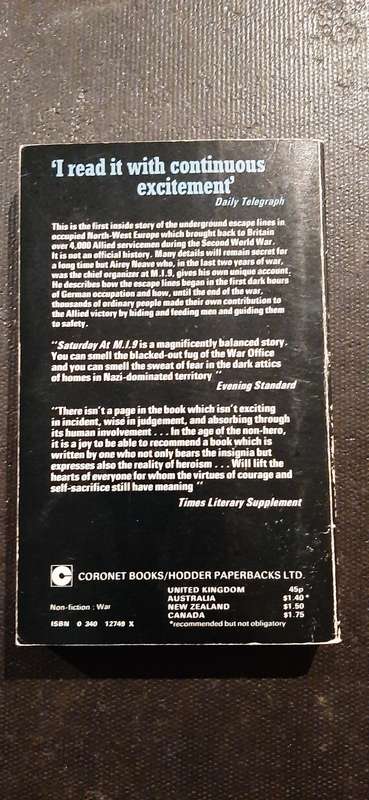 'I read it with continuous
excitement'
Daily Telegraph
This is the first inside story of the underground escape lines in
occupied North-West Europe which brought back to Britain
over 4,000 Allied servicemen during the Second World War.
It is not an official history. Many details will remain secret for
a long time but Airey Neave who, in the last two years of war,
was the chief organizer at M.I.9, gives his own unique account.
He describes how the escape lines began in the first dark hours
of German occupation and how, until the end of the war,
thousands of ordinary people made their own contribution to
the Allied victory by hiding and feeding men and guiding them
to safety.
"Saturday At M.I.9 is a magnificently balanced story.
You can smell the blacked-out fug of the War Office
and you can smell the sweat of fear in the dark attics
of homes in Nazi-dominated territory"
Evening Standard
"There isn't a page in the book which isn't exciting
in incident, wise in judgement, and absorbing through
its human involvement . . . In the age of the non-hero,
it is a joy to be able to recommend a book which is
written by one who not only bears the insignia but
expresses also the reality of heroism . . . Will lift the
hearts of everyone for whom the virtues of courage and
self-sacrifice still have meaning"
Times Literary Supplement
C CORONET BOOKS/HODDER PAPERBACKS LTD.
UNITED KINGDOM 45p
AUSTRALIA $1.40*
Non-fiction : War NEW ZEALAND $1.50
CANADA $1.75
ISBN 0 340 12749 X *recommended but not obligatory